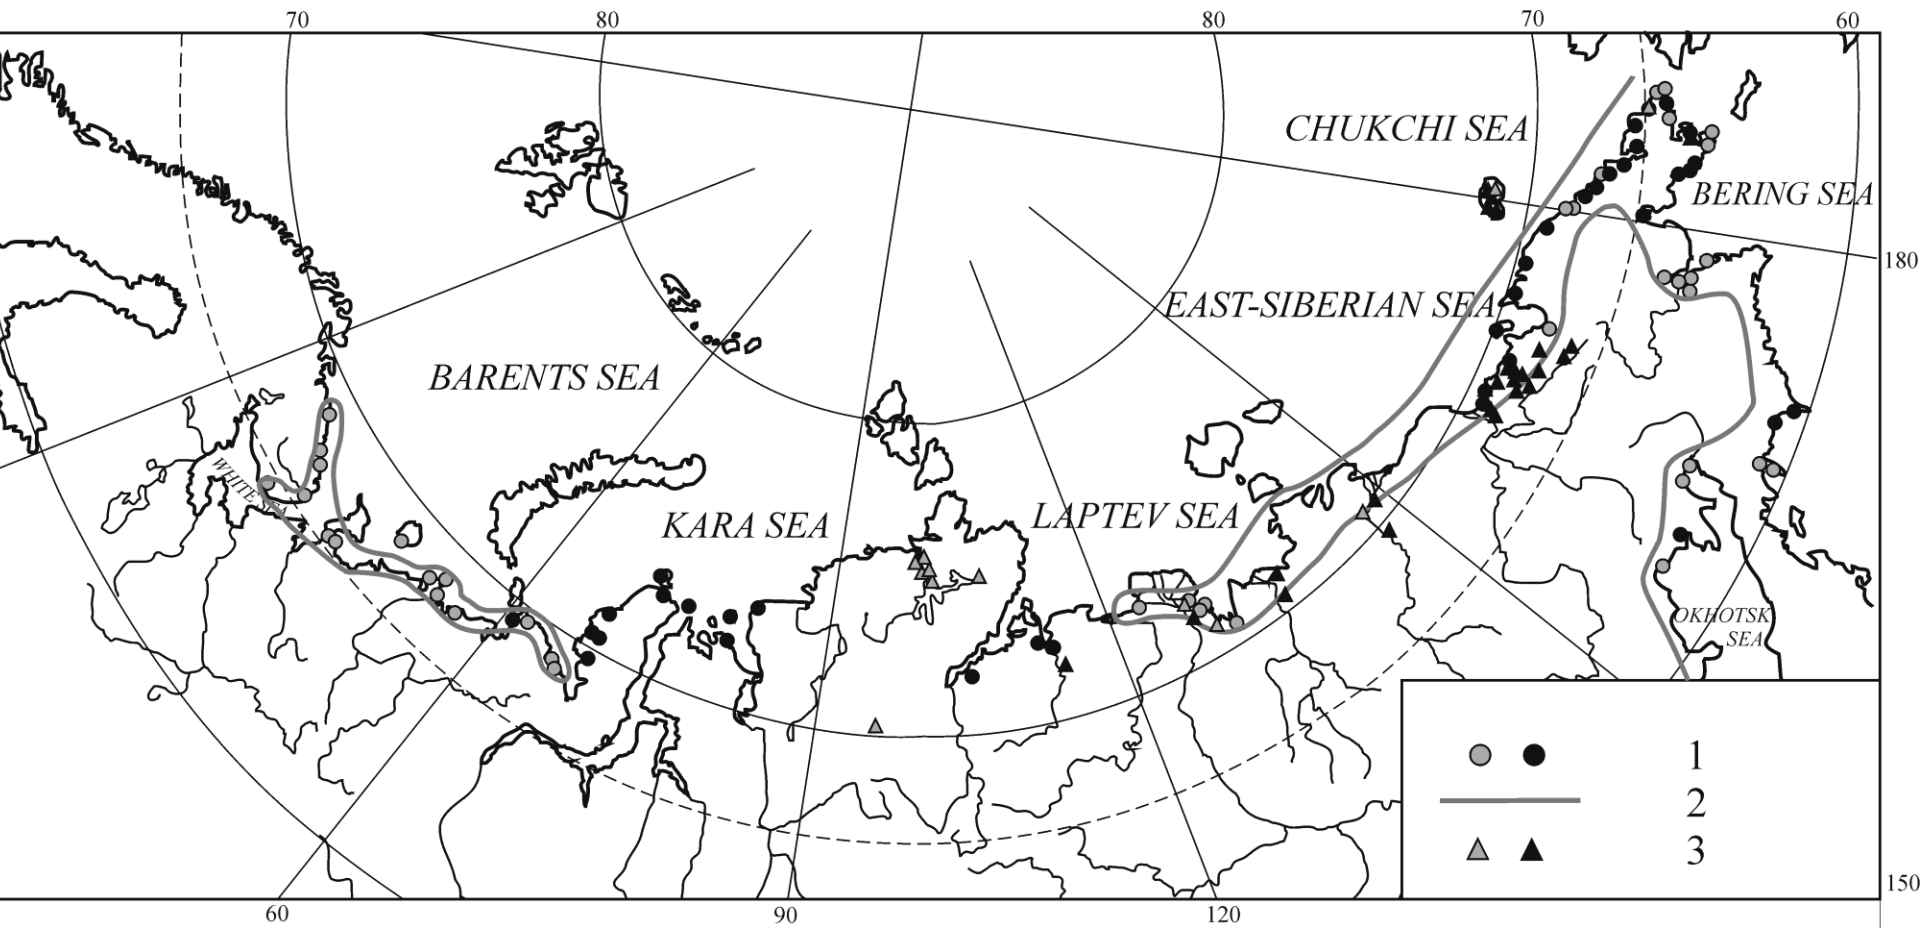 70 80 80 70 60
CHUKCHI SEA
BERING SEA
180
EAST-SIBERIAN SEA
BARENTS SEA
WHITE SEA
KARA SEA
LAPTEV SEA
OKHOTSK
SEA
1
2
3
150
60 90 120